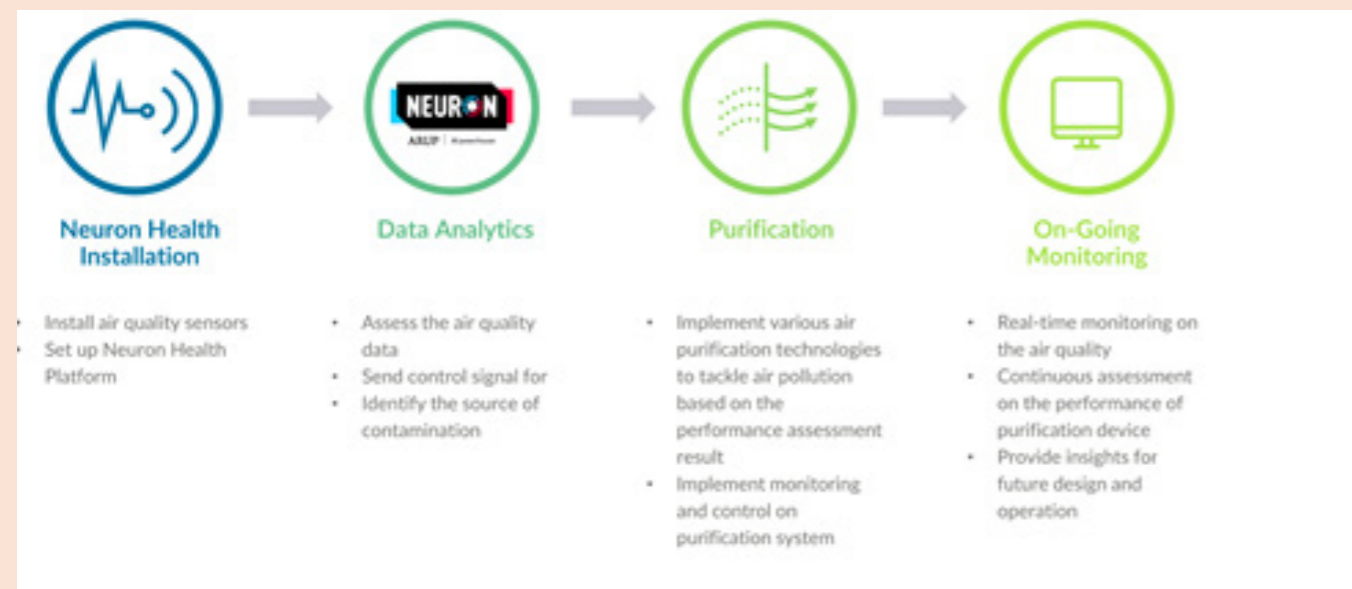 NEURON
ARUP
Neuron Health
Installation
• Install air quality sensors
• Set up Neuron Health
Platform
Data Analytics
• Assess the air quality
data
• Send control signal for
• Identify the source of
contamination
Purification
• Implement various air
purification technologies
to tackle air pollution
based on the
performance assessment
result
• Implement monitoring
and control on
purification system
On-Going
Monitoring
• Real-time monitoring on
the air quality
• Continuous assessment
on the performance of
purification device
• Provide insights for
future design and
operation